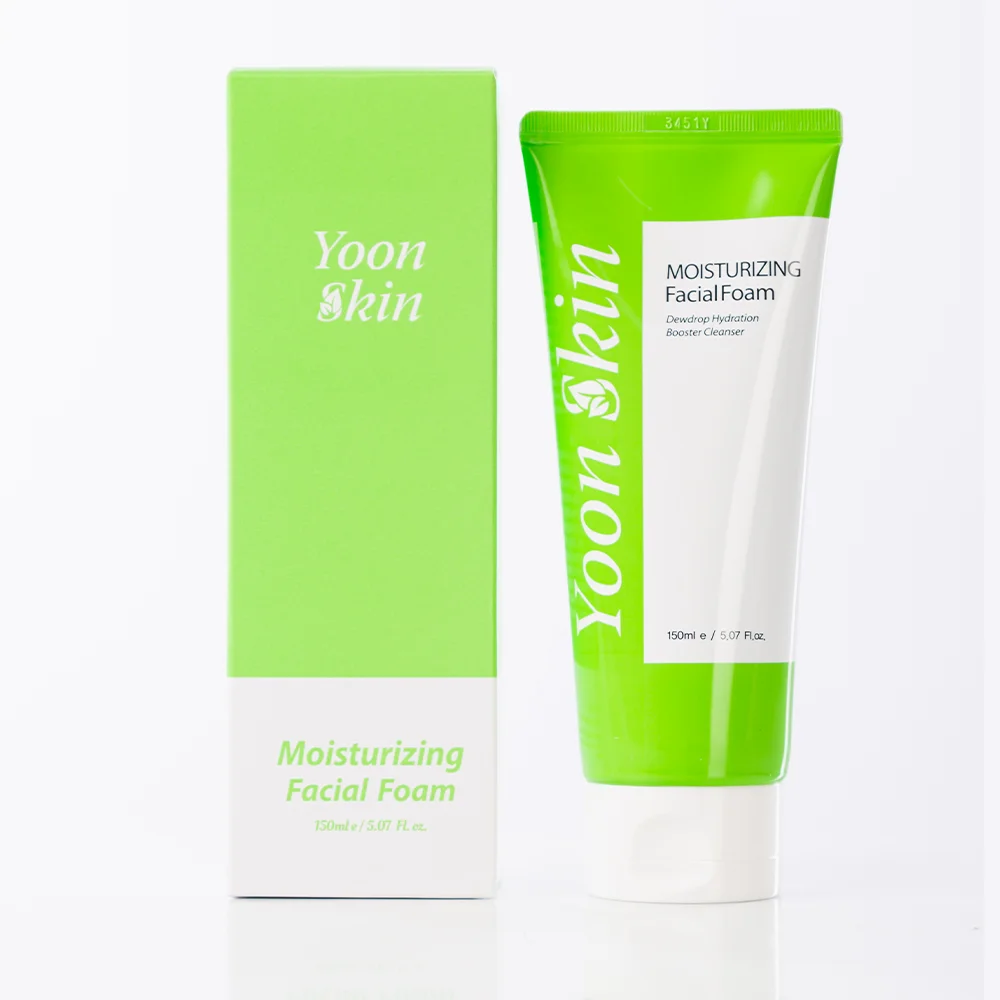 Yoon
Skin
Moisturizing
Facial Foam
150ml e / 5.07 FL oz.
3451Y
Yoon Skin
MOISTURIZING
Facial Foam
Dewdrop Hydration
Booster Cleanser
150ml e / 5.07 Fl.oz.